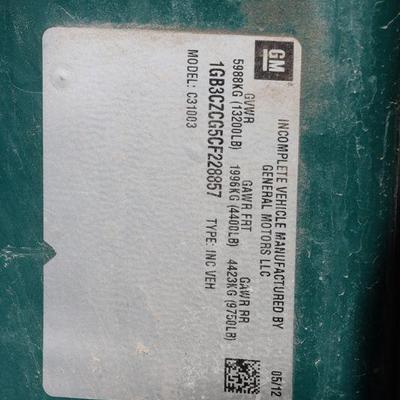 GM
INCOMPLETE VEHICLE MANUFACTURED BY
GENERAL MOTORS LLC
05/12
GVWR GAWR FRT GAWR RR
5988KG (13200LB) 1996KG (4400LB) 4423KG (9750LB)
1GB3CZCG5CF228857 TYPE: INC VEH
MODEL: C31003